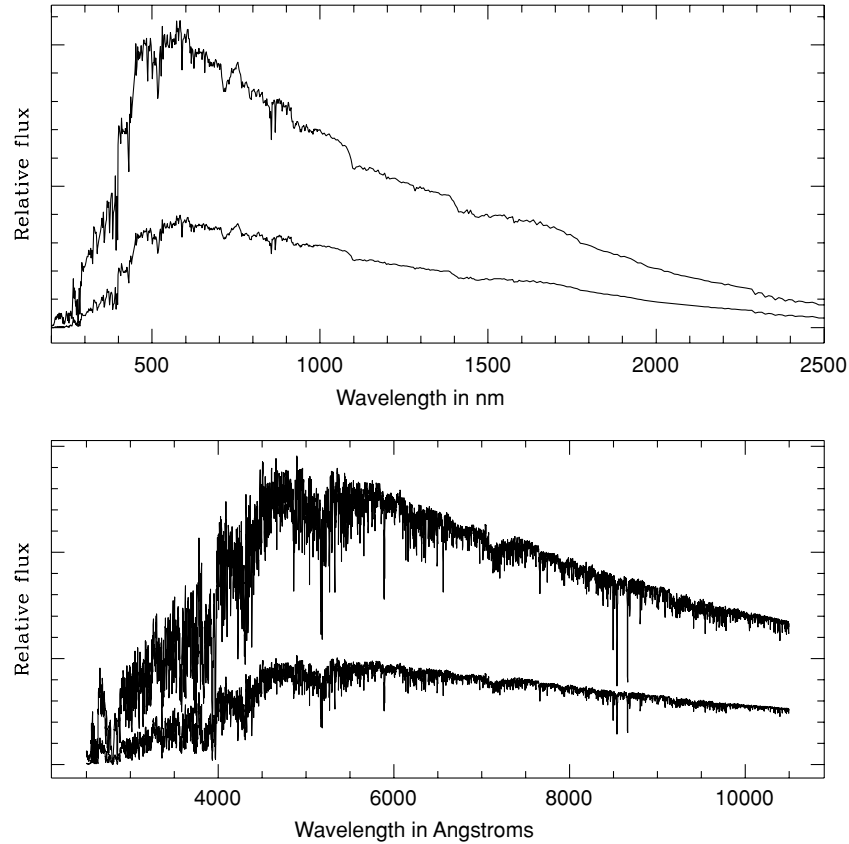 Relative flux
500 1000 1500 2000 2500
Wavelength in nm
Relative flux
4000 6000 8000 10000
Wavelength in Angstroms